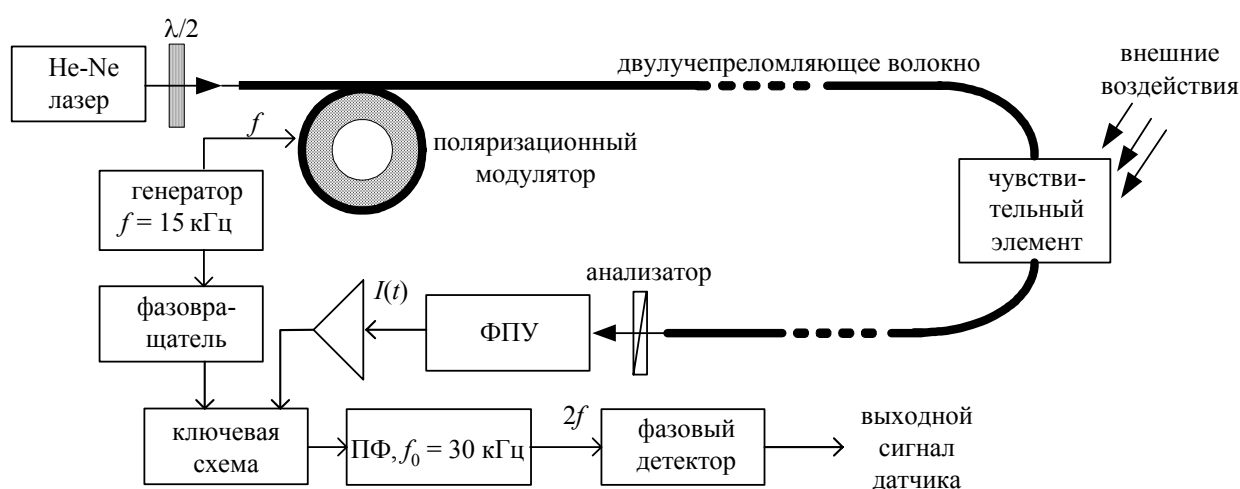 λ/2
He-Ne
лазер
двулучепреломляющее волокно
внешние
воздействия
f
поляризационный
модулятор
генератор
f = 15 кГц
чувстви-
тельный
элемент
фазовра-
щатель
I(t)
ФПУ
анализатор
ключевая
схема
ПФ, f₀ = 30 кГц
2f
фазовый
детектор
выходной
сигнал
датчика